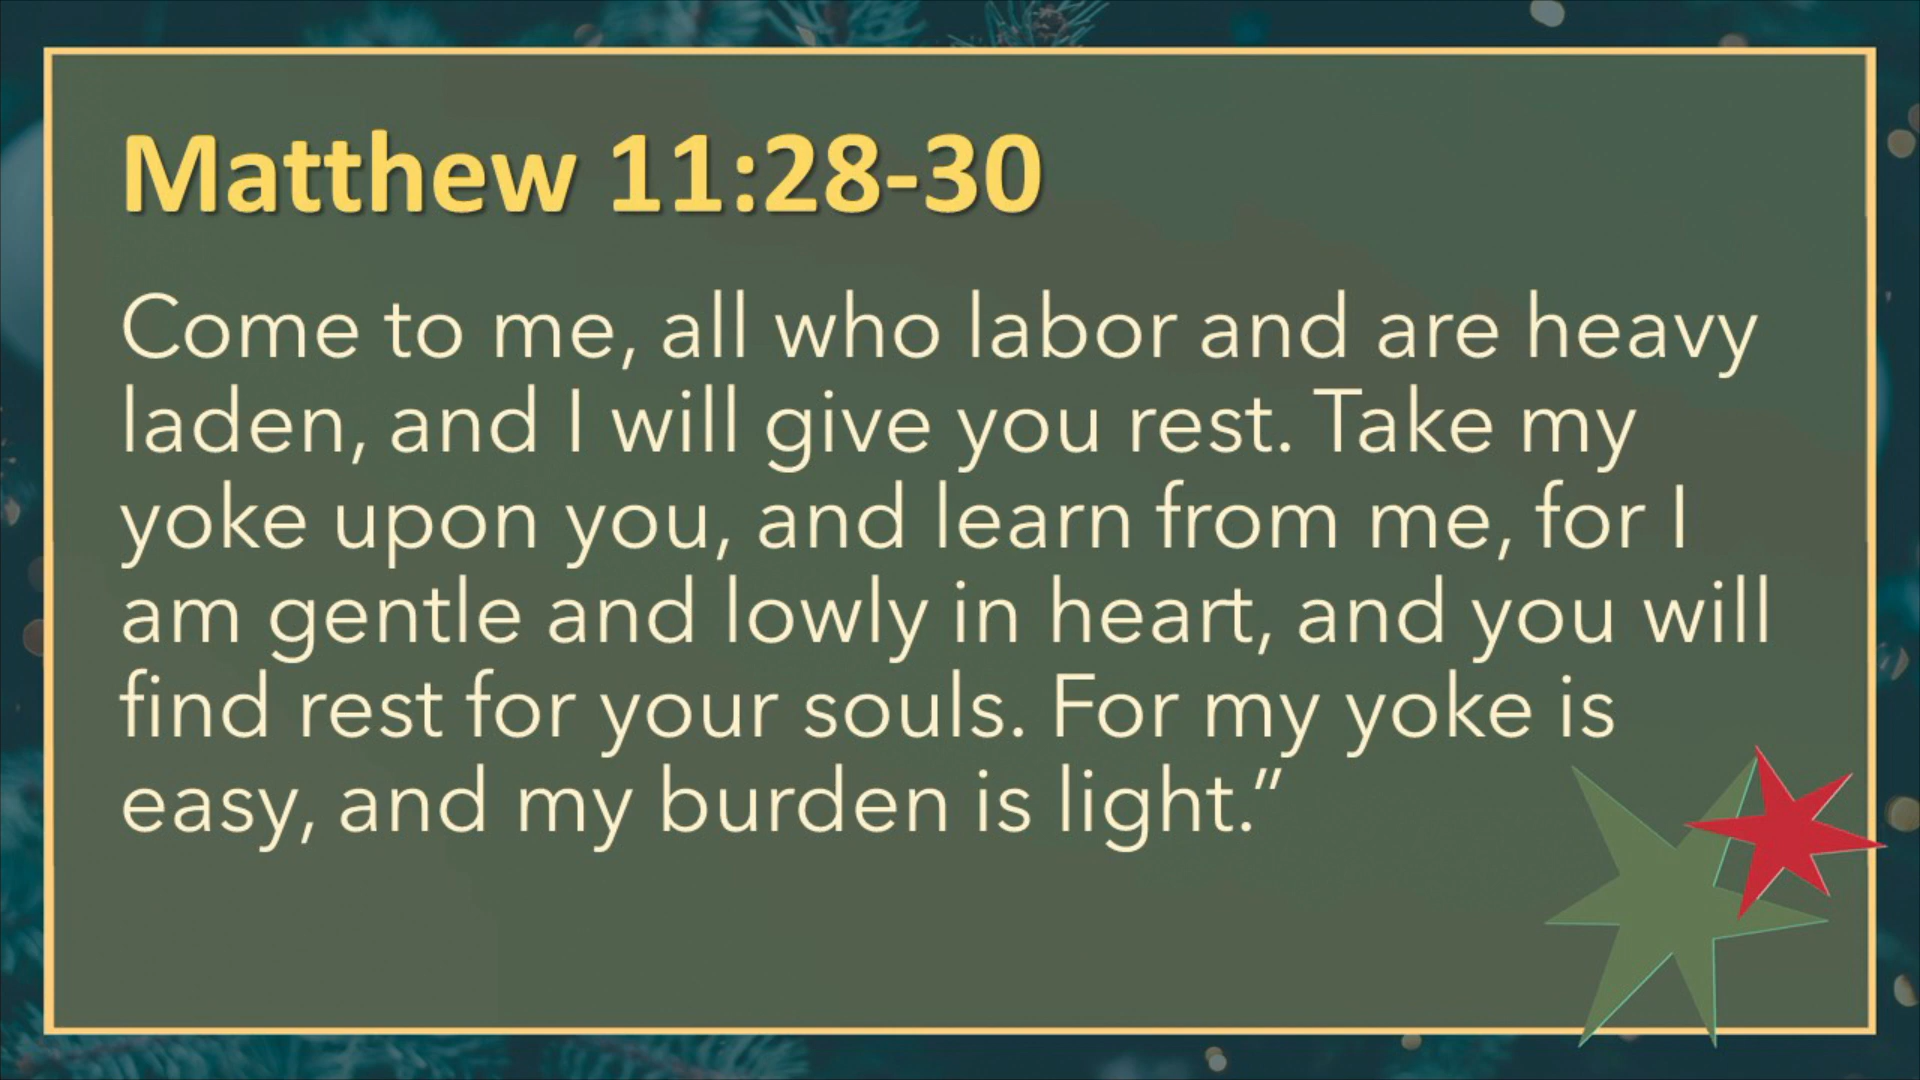 Matthew 11:28-30
Come to me, all who labor and are heavy
laden, and I will give you rest. Take my
yoke upon you, and learn from me, for I
am gentle and lowly in heart, and you will
find rest for your souls. For my yoke is
easy, and my burden is light.”